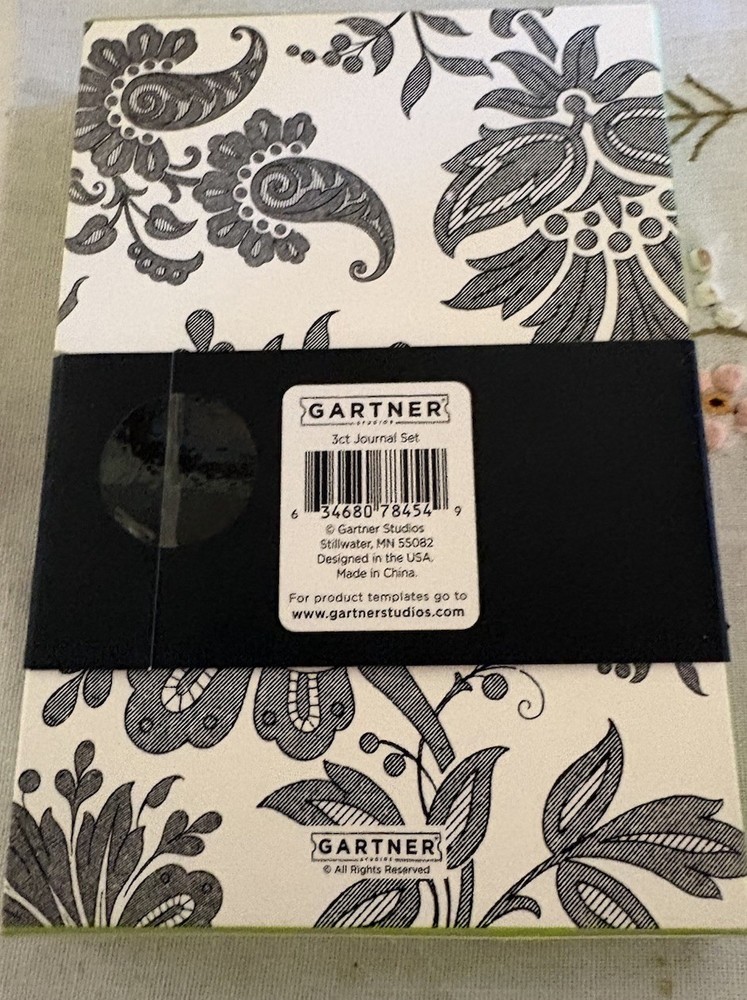 GARTNER
STUDIOS
3ct Journal Set
6 34680 78454 9
© Gartner Studios
Stillwater, MN 55082
Designed in the USA.
Made in China.
For product templates go to
www.gartnerstudios.com
GARTNER
STUDIOS
© All Rights Reserved